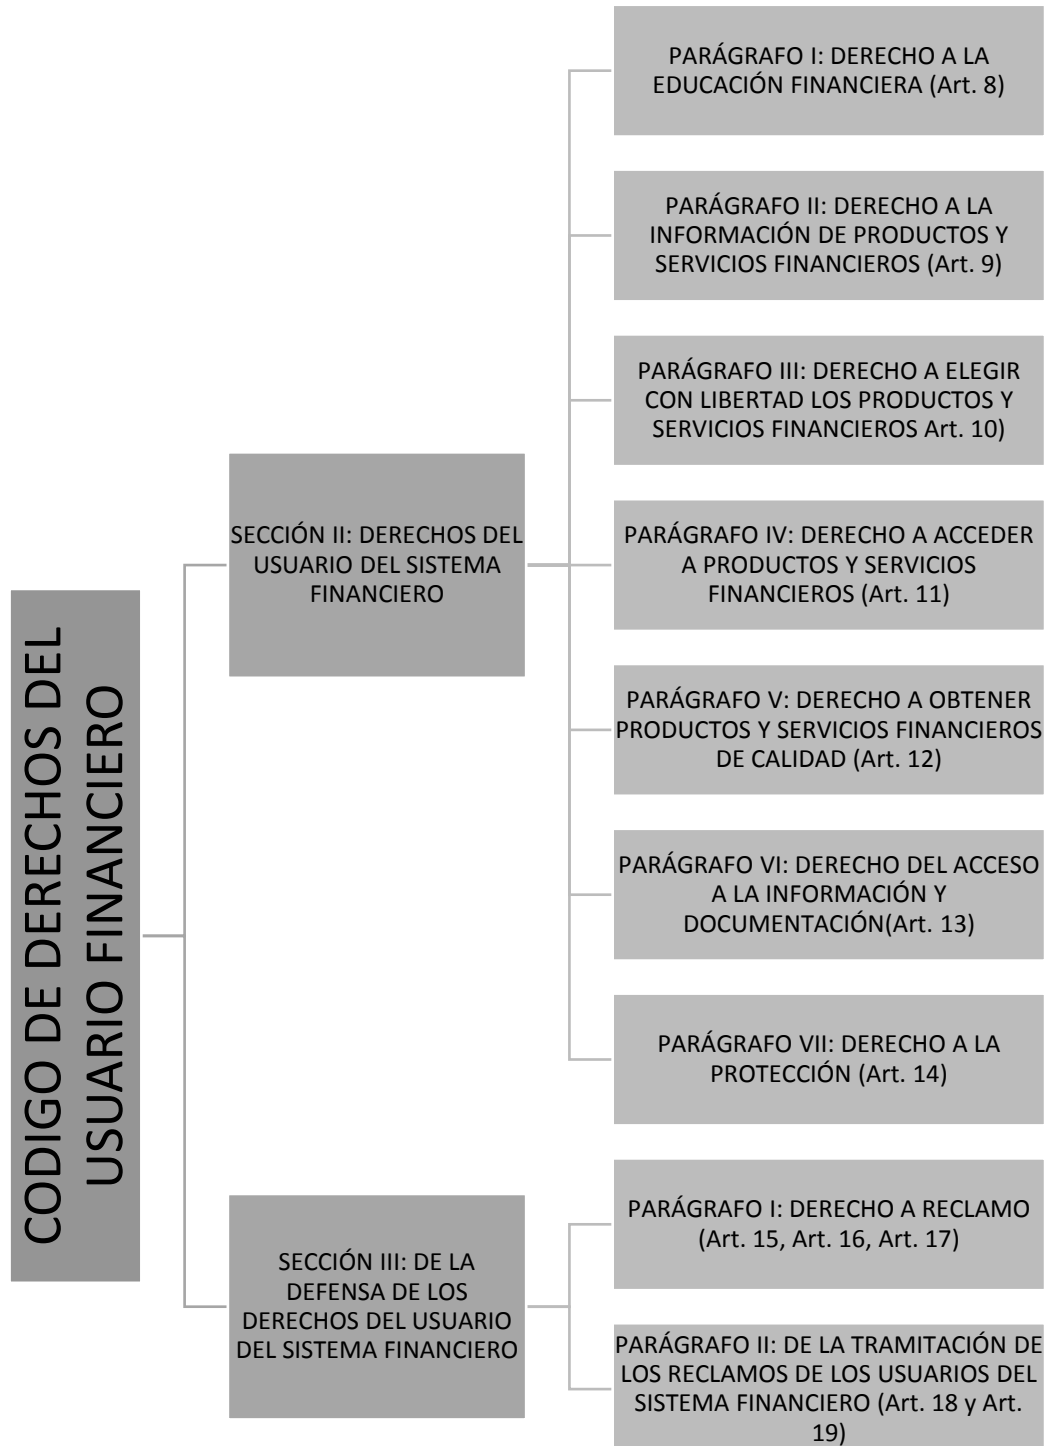 CODIGO DE DERECHOS DEL
USUARIO FINANCIERO
SECCIÓN II: DERECHOS DEL
USUARIO DEL SISTEMA
FINANCIERO
PARÁGRAFO I: DERECHO A LA
EDUCACIÓN FINANCIERA (Art. 8)
PARÁGRAFO II: DERECHO A LA
INFORMACIÓN DE PRODUCTOS Y
SERVICIOS FINANCIEROS (Art. 9)
PARÁGRAFO III: DERECHO A ELEGIR
CON LIBERTAD LOS PRODUCTOS Y
SERVICIOS FINANCIEROS Art. 10)
PARÁGRAFO IV: DERECHO A ACCEDER
A PRODUCTOS Y SERVICIOS
FINANCIEROS (Art. 11)
PARÁGRAFO V: DERECHO A OBTENER
PRODUCTOS Y SERVICIOS FINANCIEROS
DE CALIDAD (Art. 12)
PARÁGRAFO VI: DERECHO DEL ACCESO
A LA INFORMACIÓN Y
DOCUMENTACIÓN(Art. 13)
PARÁGRAFO VII: DERECHO A LA
PROTECCIÓN (Art. 14)
SECCIÓN III: DE LA
DEFENSA DE LOS
DERECHOS DEL USUARIO
DEL SISTEMA FINANCIERO
PARÁGRAFO I: DERECHO A RECLAMO
(Art. 15, Art. 16, Art. 17)
PARÁGRAFO II: DE LA TRAMITACIÓN DE
LOS RECLAMOS DE LOS USUARIOS DEL
SISTEMA FINANCIERO (Art. 18 y Art.
19)